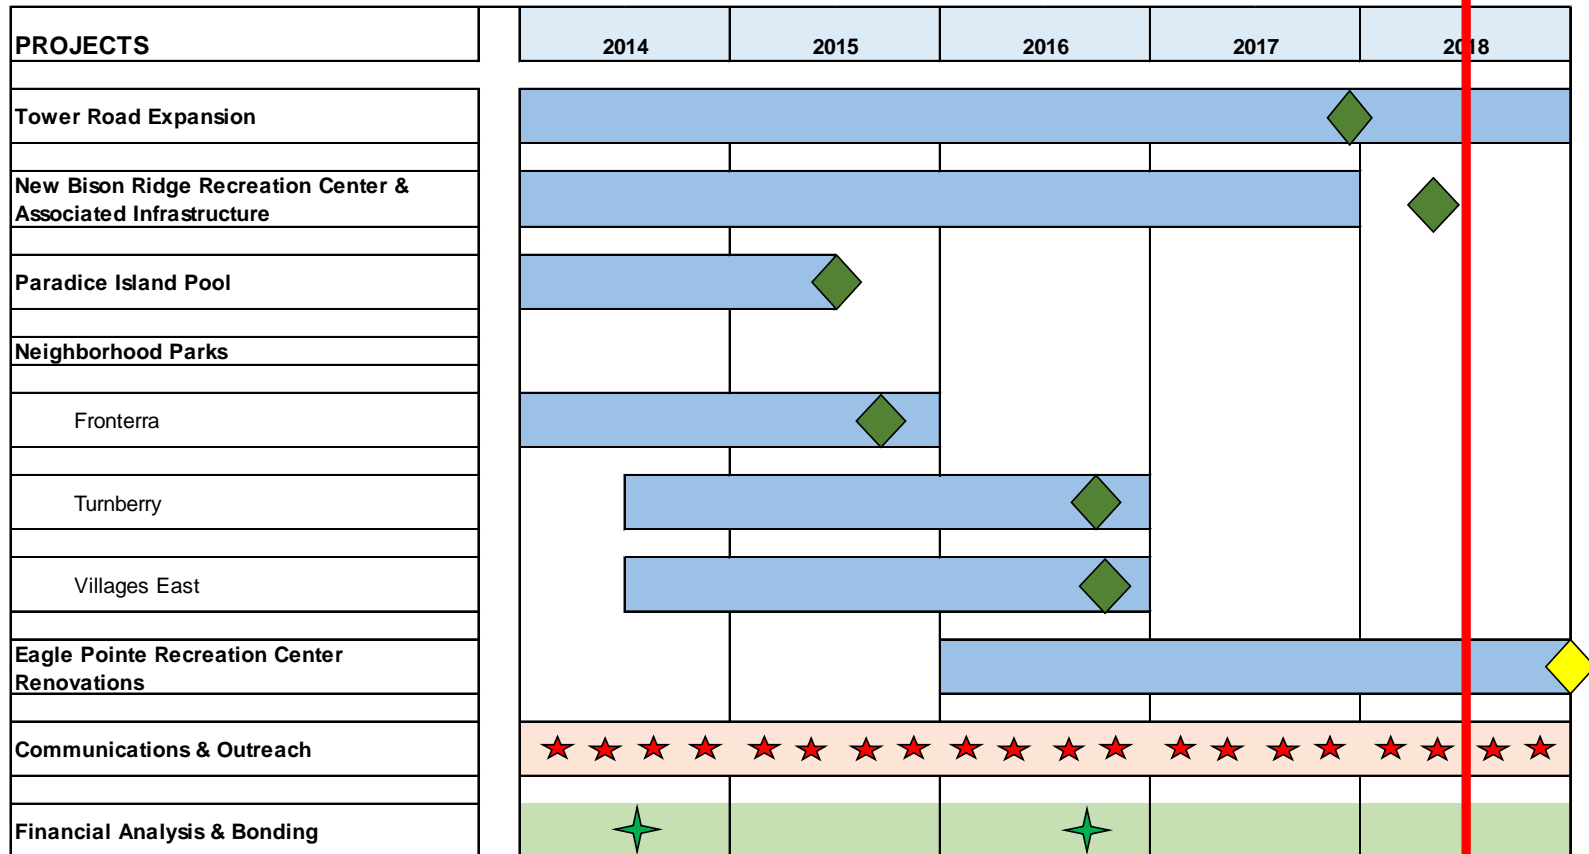 PROJECTS
2014
2015
2016
2017
2018
Tower Road Expansion
New Bison Ridge Recreation Center &
Associated Infrastructure
Paradice Island Pool
Neighborhood Parks
Fronterra
Turnberry
Villages East
Eagle Pointe Recreation Center
Renovations
Communications & Outreach
Financial Analysis & Bonding